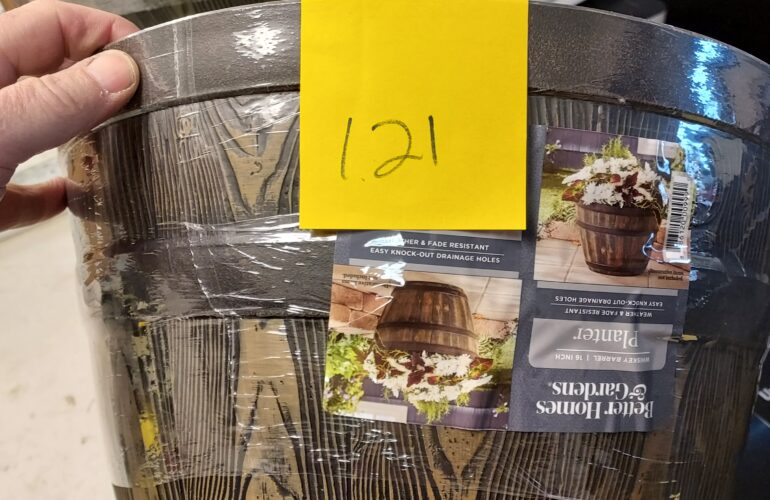 1.21
WEATHER & FADE RESISTANT
EASY KNOCK-OUT DRAINAGE HOLES
EASY KNOCK-OUT DRAINAGE HOLES
WEATHER & FADE RESISTANT
Planter
WHISKEY BARREL | 16 INCH
Better Homes
& Gardens®